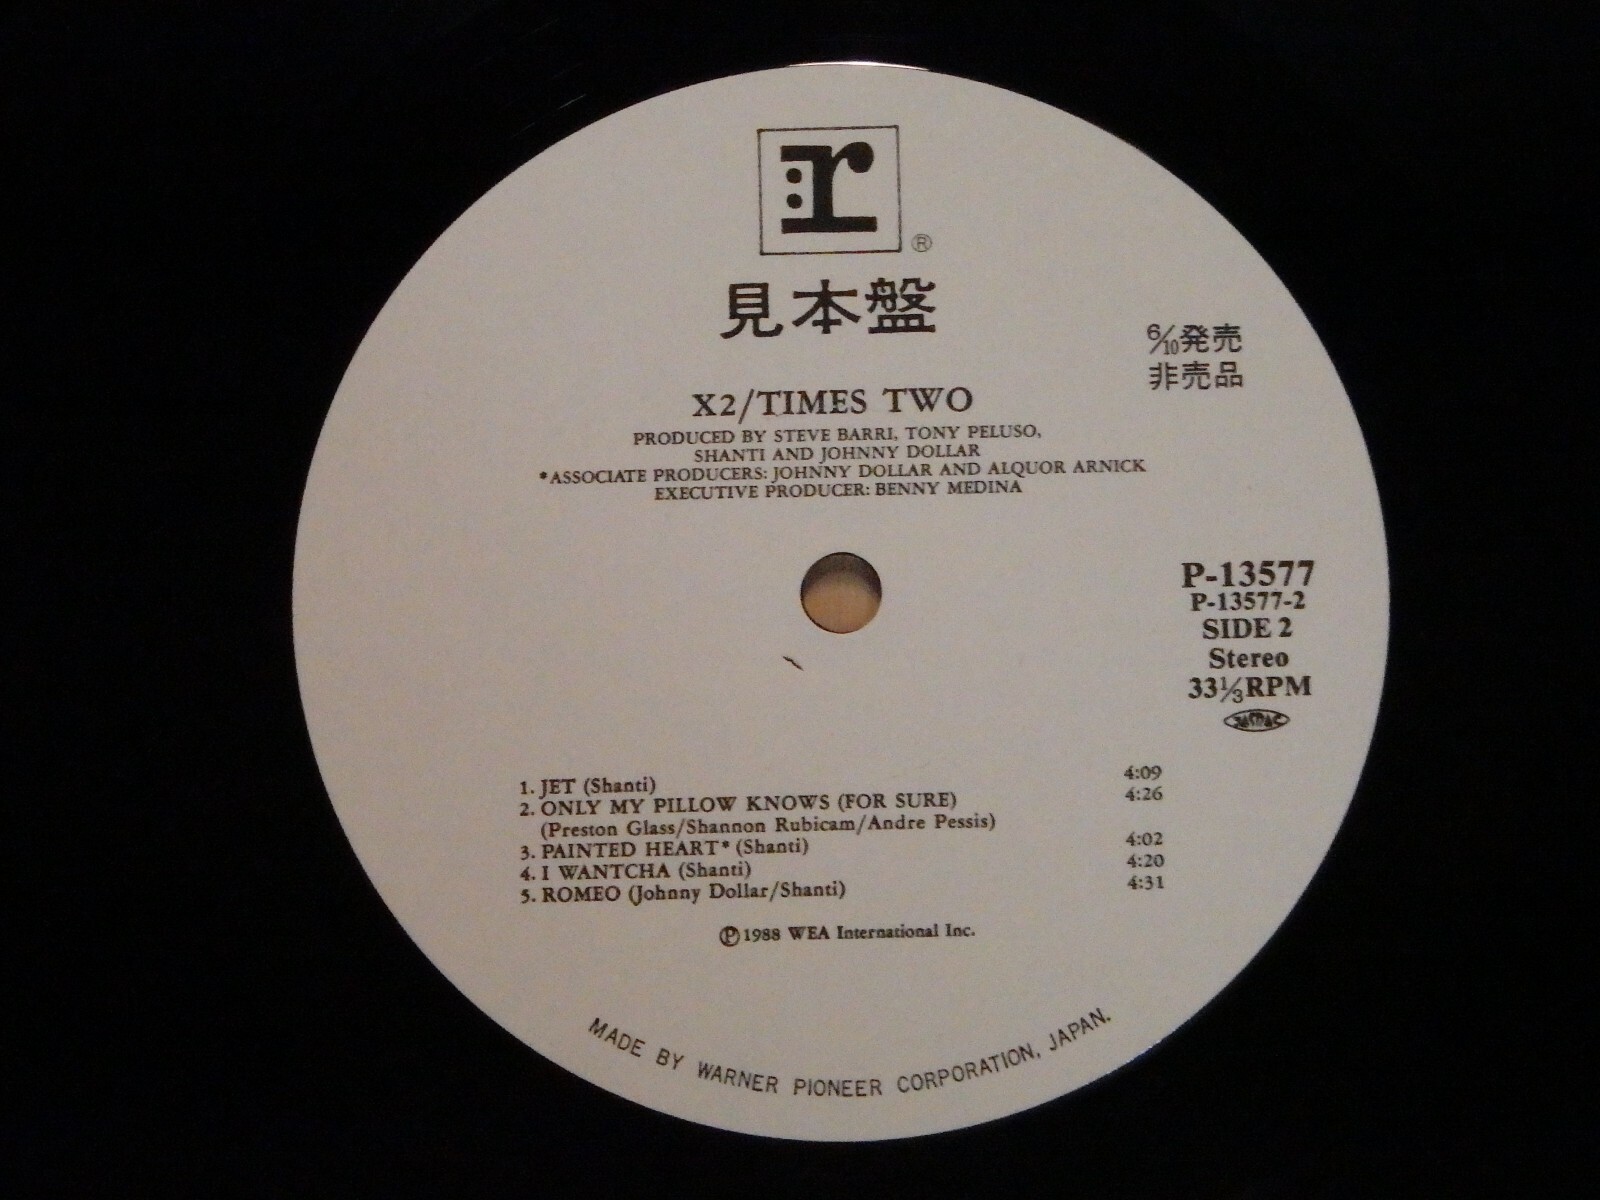 r
®
見本盤
6/10発売
非売品
X2/TIMES TWO
PRODUCED BY STEVE BARRI, TONY PELUSO,
SHANTI AND JOHNNY DOLLAR
*ASSOCIATE PRODUCERS: JOHNNY DOLLAR AND ALQUOR ARNICK
EXECUTIVE PRODUCER: BENNY MEDINA
P-13577
P-13577-2
SIDE 2
Stereo
33⅓RPM
JASRAC
1. JET (Shanti) 4:09
2. ONLY MY PILLOW KNOWS (FOR SURE) 4:26
(Preston Glass/Shannon Rubicam/Andre Pessis)
3. PAINTED HEART* (Shanti) 4:02
4. I WANTCHA (Shanti) 4:20
5. ROMEO (Johnny Dollar/Shanti) 4:31
℗1988 WEA International Inc.
MADE BY WARNER PIONEER CORPORATION, JAPAN.